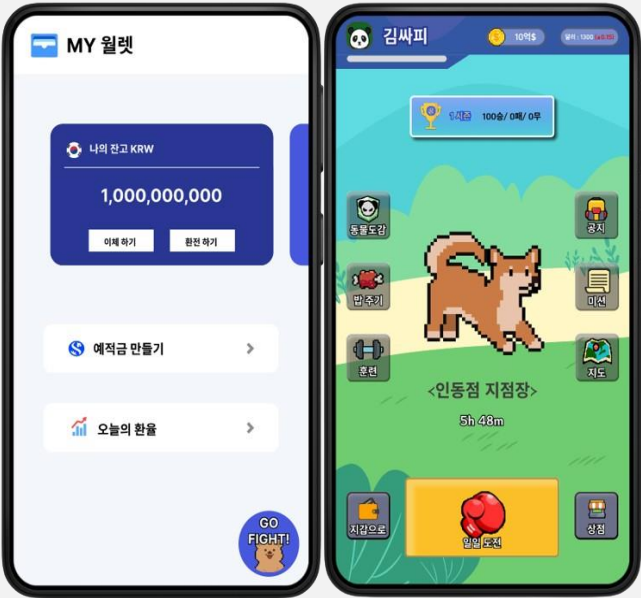 MY 월렛
나의 잔고 KRW
1,000,000,000
이체 하기
환전 하기
예적금 만들기
오늘의 환율
GO
FIGHT!
김싸피
10억$
달러 : 1300
1시즌 100승/ 0패/ 0무
동물도감
공지
밥 주기
미션
훈련
지도
<인동점 지점장>
5h 48m
지갑으로
일일 도전
상점